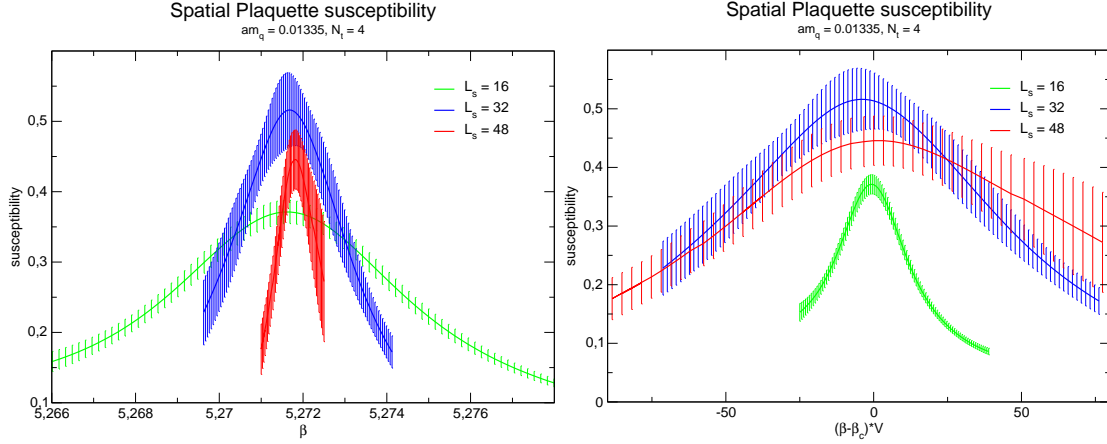 Spatial Plaquette susceptibility
am_q = 0.01335, N_t = 4
susceptibility
0,5
0,4
0,3
0,2
0,1
L_s = 16
L_s = 32
L_s = 48
5,266
5,268
5,27
5,272
5,274
5,276
β
Spatial Plaquette susceptibility
am_q = 0.01335, N_t = 4
susceptibility
0,6
0,5
0,4
0,3
0,2
0,1
0
L_s = 16
L_s = 32
L_s = 48
-50
0
50
(β-β_c)*V